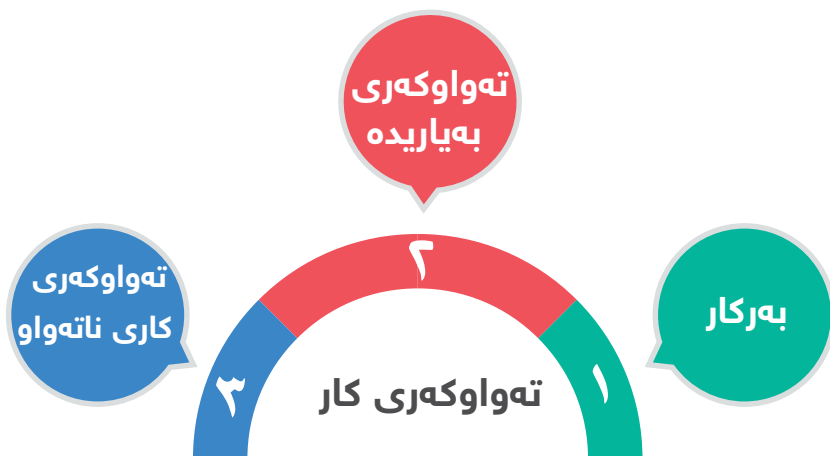 تەواوکەری
بەیاریدە
٢
تەواوکەری
کاری ناتەواو
بەرکار
١
٣
تەواوکەری کار